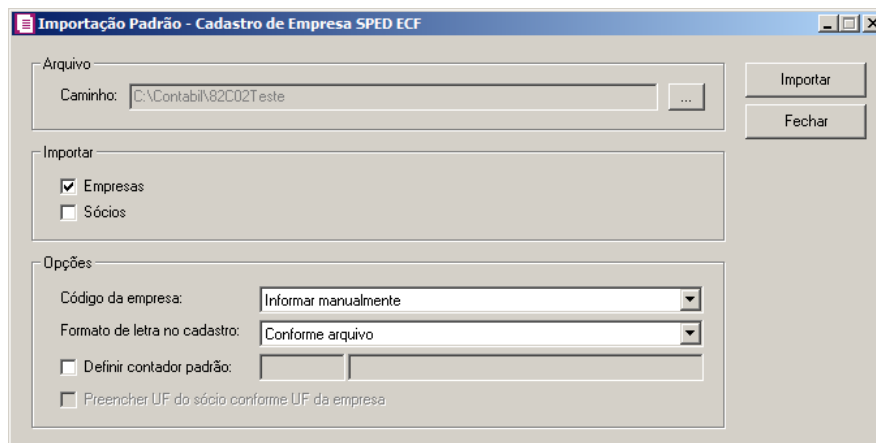 Importação Padrão - Cadastro de Empresa SPED ECF
Arquivo
Caminho: C:\Contabil\82C02Teste
...
Importar
Fechar
Importar
Empresas
Sócios
Opções
Código da empresa: Informar manualmente
Formato de letra no cadastro: Conforme arquivo
Definir contador padrão:
Preencher UF do sócio conforme UF da empresa